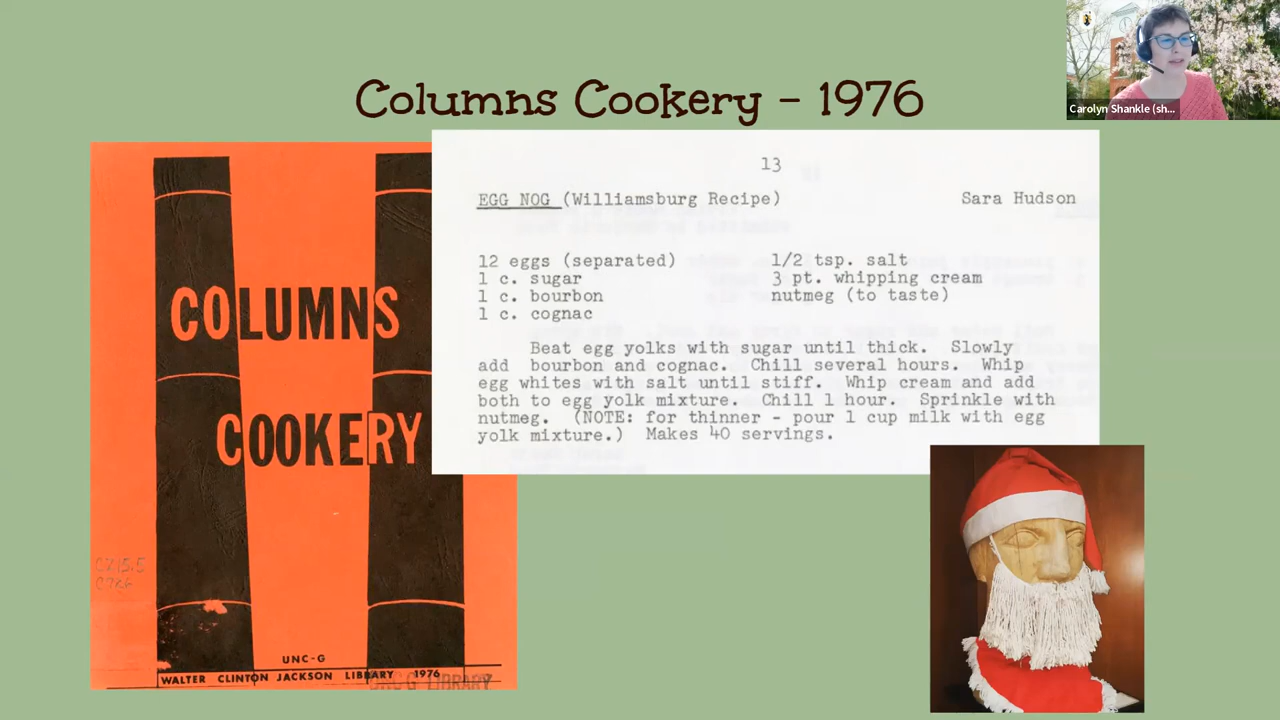 Columns Cookery - 1976
Carolyn Shankle (sh...
COLUMNS
COOKERY
UNC-G
WALTER CLINTON JACKSON LIBRARY 1976
LIBRARY
13
EGG NOG (Williamsburg Recipe) Sara Hudson
12 eggs (separated) 1/2 tsp. salt
1 c. sugar 3 pt. whipping cream
1 c. bourbon nutmeg (to taste)
1 c. cognac
Beat egg yolks with sugar until thick. Slowly
add bourbon and cognac. Chill several hours. Whip
egg whites with salt until stiff. Whip cream and add
both to egg yolk mixture. Chill 1 hour. Sprinkle with
nutmeg. (NOTE: for thinner - pour 1 cup milk with egg
yolk mixture.) Makes 40 servings.